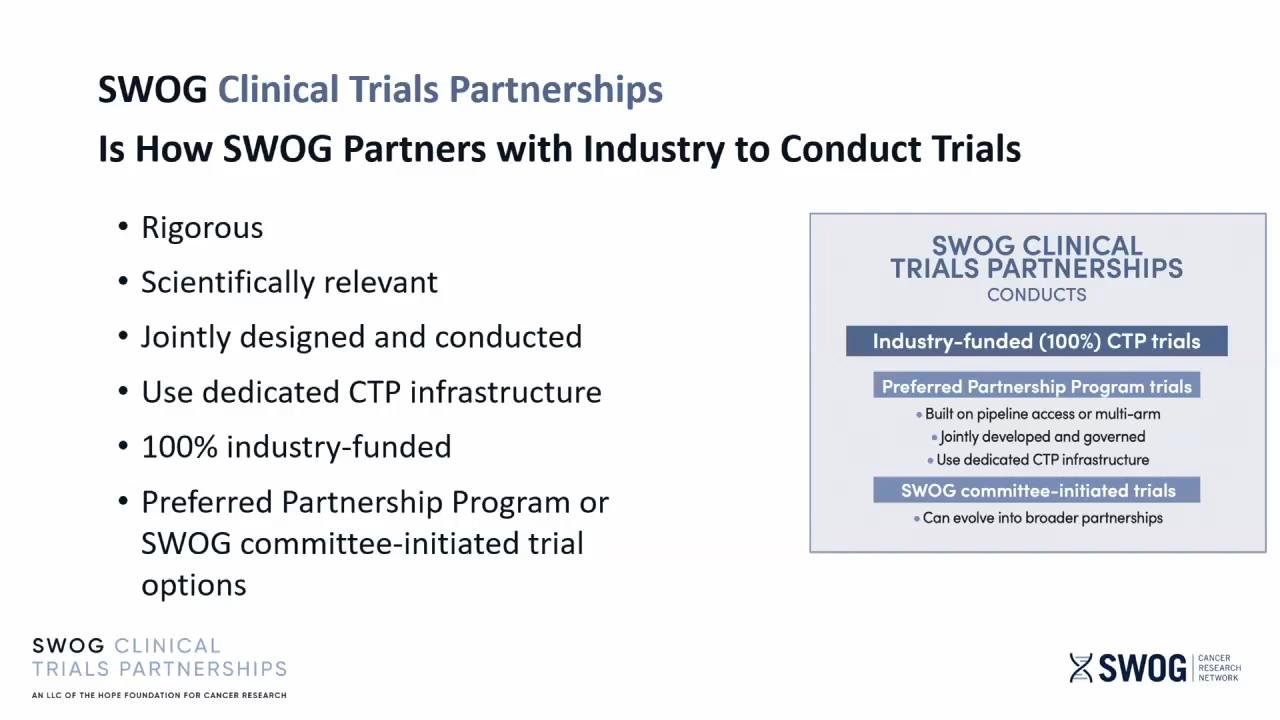 SWOG Clinical Trials Partnerships
Is How SWOG Partners with Industry to Conduct Trials
• Rigorous
• Scientifically relevant
• Jointly designed and conducted
• Use dedicated CTP infrastructure
• 100% industry-funded
• Preferred Partnership Program or
SWOG committee-initiated trial
options
SWOG CLINICAL
TRIALS PARTNERSHIPS
CONDUCTS
Industry-funded (100%) CTP trials
Preferred Partnership Program trials
• Built on pipeline access or multi-arm
• Jointly developed and governed
• Use dedicated CTP infrastructure
SWOG committee-initiated trials
• Can evolve into broader partnerships
SWOG CLINICAL
TRIALS PARTNERSHIPS
AN LLC OF THE HOPE FOUNDATION FOR CANCER RESEARCH
SWOG
CANCER
RESEARCH
NETWORK